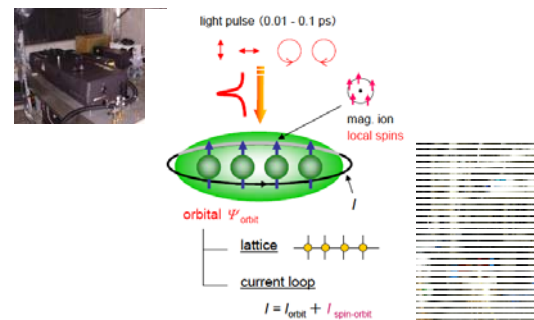 light pulse (0.01 - 0.1 ps)
mag. ion
local spins
I
orbital Ψorbit
lattice
current loop
I = Iorbit + I spin-orbit